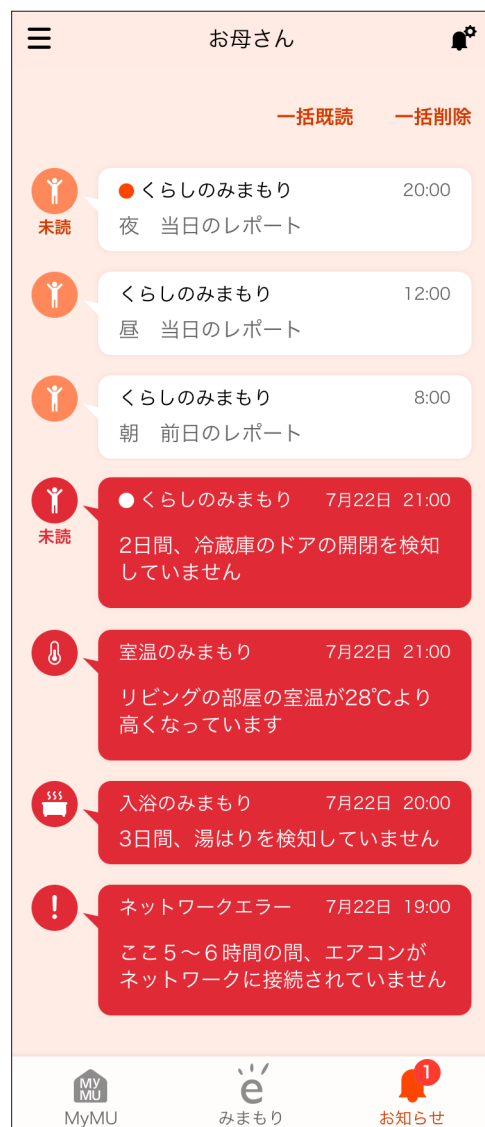 お母さん
一括既読 一括削除
くらしのみまもり 20:00
未読 夜 当日のレポート
くらしのみまもり 12:00
昼 当日のレポート
くらしのみまもり 8:00
朝 前日のレポート
くらしのみまもり 7月22日 21:00
未読
2日間、冷蔵庫のドアの開閉を検知
していません
室温のみまもり 7月22日 21:00
リビングの部屋の室温が28℃より
高くなっています
入浴のみまもり 7月22日 20:00
3日間、湯はりを検知していません
! ネットワークエラー 7月22日 19:00
ここ5〜6時間の間、エアコンが
ネットワークに接続されていません
MY MU é 1
MyMU みまもり お知らせ